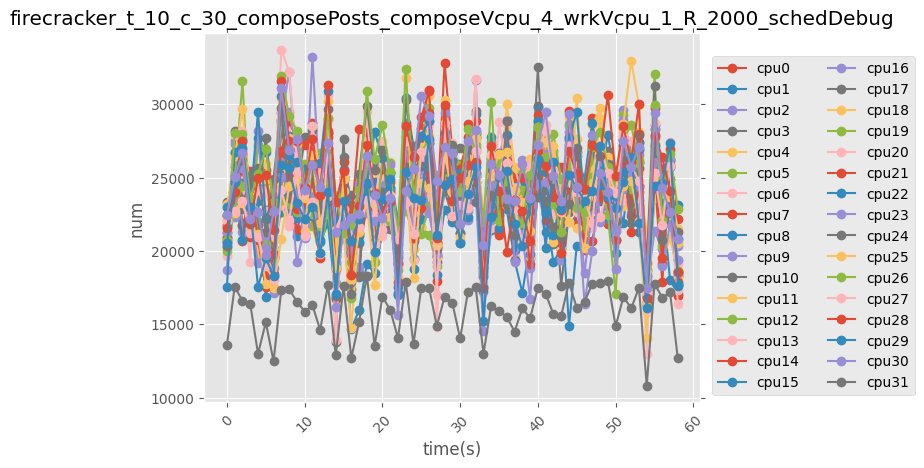 firecracker_t_10_c_30_composePosts_composeVcpu_4_wrkVcpu_1_R_2000_schedDebug
30000
25000
20000
15000
10000
num
0
10
20
30
40
50
60
time(s)
cpu0
cpu1
cpu2
cpu3
cpu4
cpu5
cpu6
cpu7
cpu8
cpu9
cpu10
cpu11
cpu12
cpu13
cpu14
cpu15
cpu16
cpu17
cpu18
cpu19
cpu20
cpu21
cpu22
cpu23
cpu24
cpu25
cpu26
cpu27
cpu28
cpu29
cpu30
cpu31